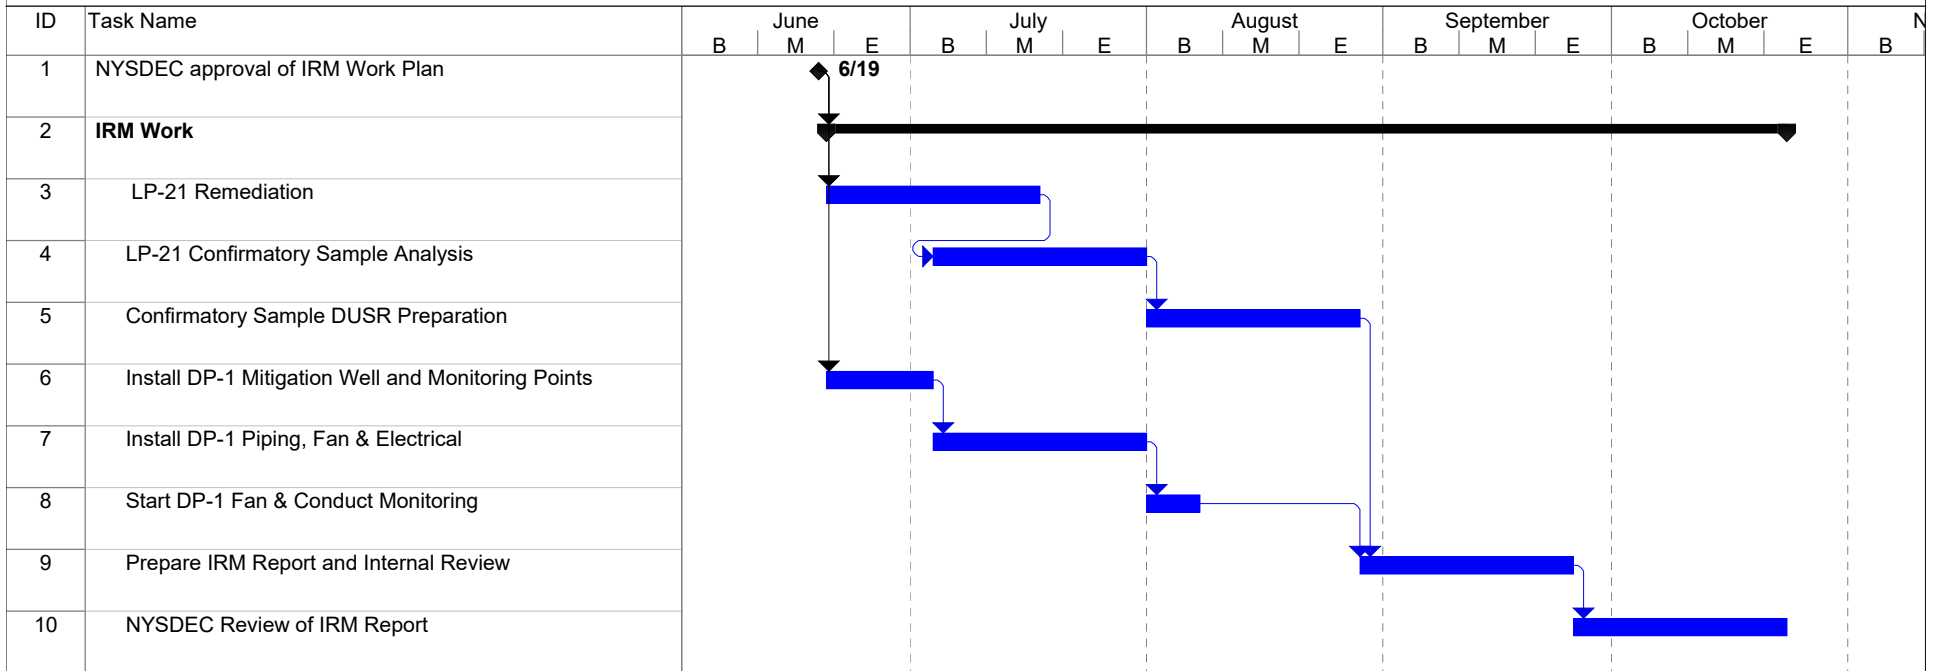 ID Task Name June July August September October N
B M E B M E B M E B M E B M E B
1 NYSDEC approval of IRM Work Plan 6/19
2 IRM Work
3 LP-21 Remediation
4 LP-21 Confirmatory Sample Analysis
5 Confirmatory Sample DUSR Preparation
6 Install DP-1 Mitigation Well and Monitoring Points
7 Install DP-1 Piping, Fan & Electrical
8 Start DP-1 Fan & Conduct Monitoring
9 Prepare IRM Report and Internal Review
10 NYSDEC Review of IRM Report